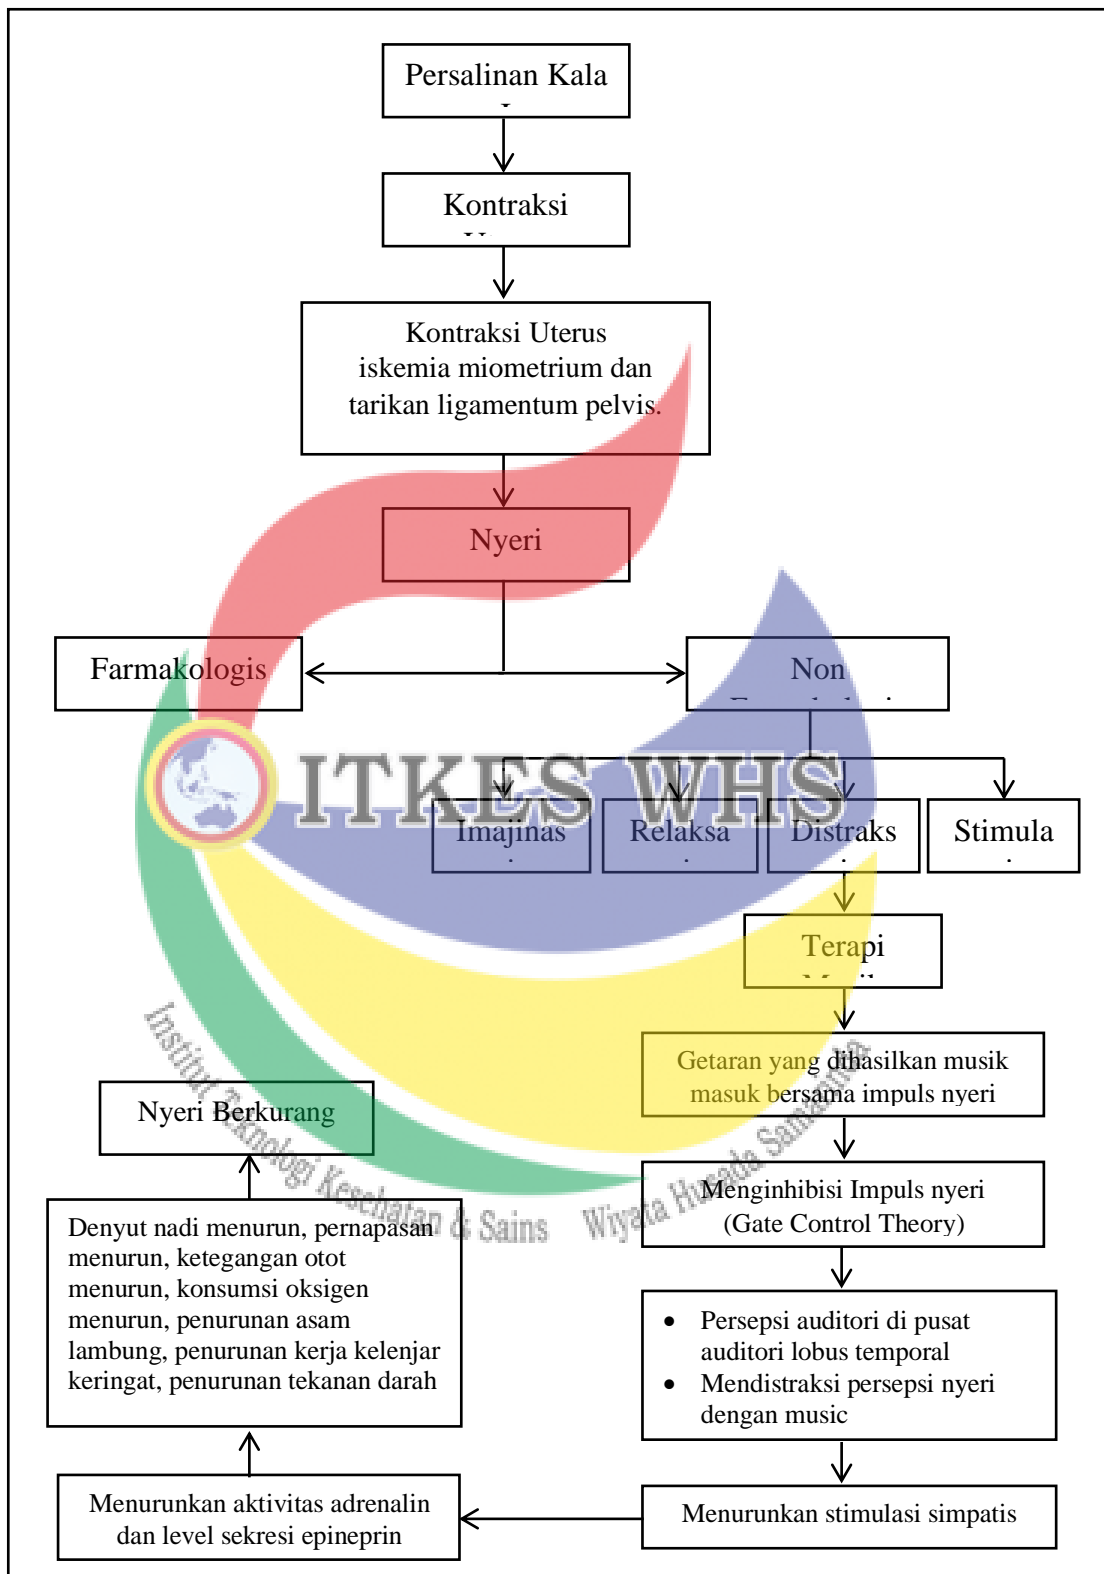 Persalinan Kala
Kontraksi
Kontraksi Uterus
iskemia miometrium dan
tarikan ligamentum pelvis.
Nyeri
Farmakologis
Non
ITKES WHS
Imajinas
Relaksa
Distraks
Stimula
Terapi
Getaran yang dihasilkan musik
masuk bersama impuls nyeri
Menginhibisi Impuls nyeri
(Gate Control Theory)
• Persepsi auditori di pusat
auditori lobus temporal
• Mendistraksi persepsi nyeri
dengan music
Menurunkan stimulasi simpatis
Menurunkan aktivitas adrenalin
dan level sekresi epineprin
Denyut nadi menurun, pernapasan
menurun, ketegangan otot
menurun, konsumsi oksigen
menurun, penurunan asam
lambung, penurunan kerja kelenjar
keringat, penurunan tekanan darah
Nyeri Berkurang
Institut Teknologi Kesehatan & Sains Wiyata Husada Samarinda